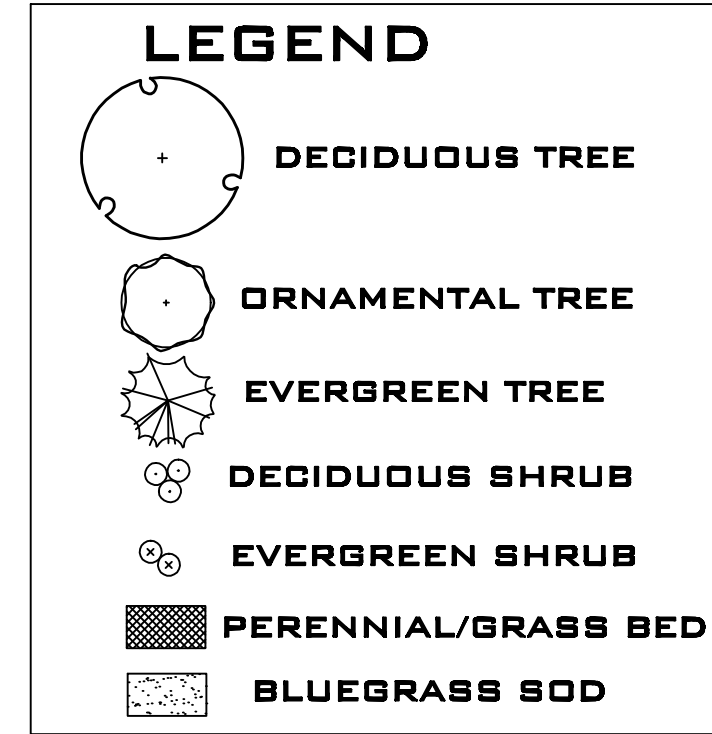 LEGEND
DECIDUOUS TREE
ORNAMENTAL TREE
EVERGREEN TREE
DECIDUOUS SHRUB
EVERGREEN SHRUB
PERENNIAL/GRASS BED
BLUEGRASS SOD